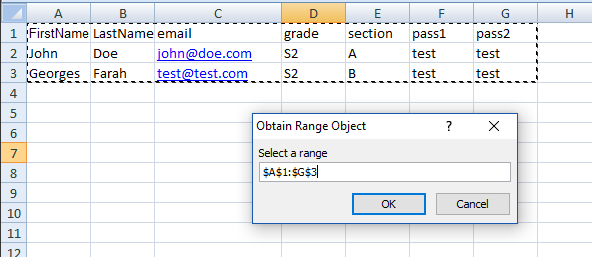 A B C D E F G H
1 FirstName LastName email grade section pass1 pass2
2 John Doe john@doe.com S2 A test test
3 Georges Farah test@test.com S2 B test test
4
5
6
7
8
9
10
11
12
Obtain Range Object ? ×
Select a range
$A$1:$G$3
OK Cancel